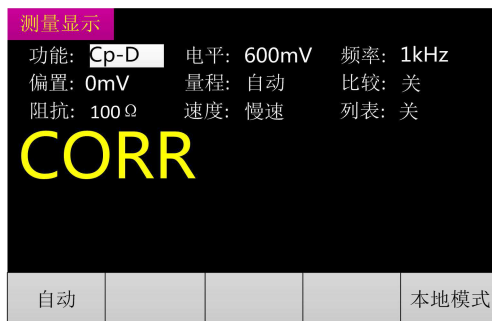 测量显示
功能: Cp-D 电平: 600mV 频率: 1kHz
偏置: 0mV 量程: 自动 比较: 关
阻抗: 100Ω 速度: 慢速 列表: 关
CORR
自动 本地模式